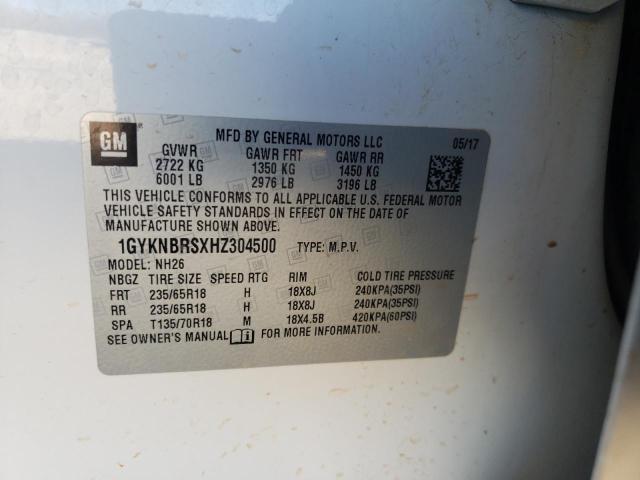 GM
MFD BY GENERAL MOTORS LLC 05/17
GVWR GAWR FRT GAWR RR
2722 KG 1350 KG 1450 KG
6001 LB 2976 LB 3196 LB
THIS VEHICLE CONFORMS TO ALL APPLICABLE U.S. FEDERAL MOTOR
VEHICLE SAFETY STANDARDS IN EFFECT ON THE DATE OF
MANUFACTURE SHOWN ABOVE.
1GYKNBRSXHZ304500 TYPE: M.P.V.
MODEL: NH26
NBGZ TIRE SIZE SPEED RTG RIM COLD TIRE PRESSURE
FRT 235/65R18 H 18X8J 240KPA(35PSI)
RR 235/65R18 H 18X8J 240KPA(35PSI)
SPA T135/70R18 M 18X4.5B 420KPA(60PSI)
SEE OWNER'S MANUAL FOR MORE INFORMATION.